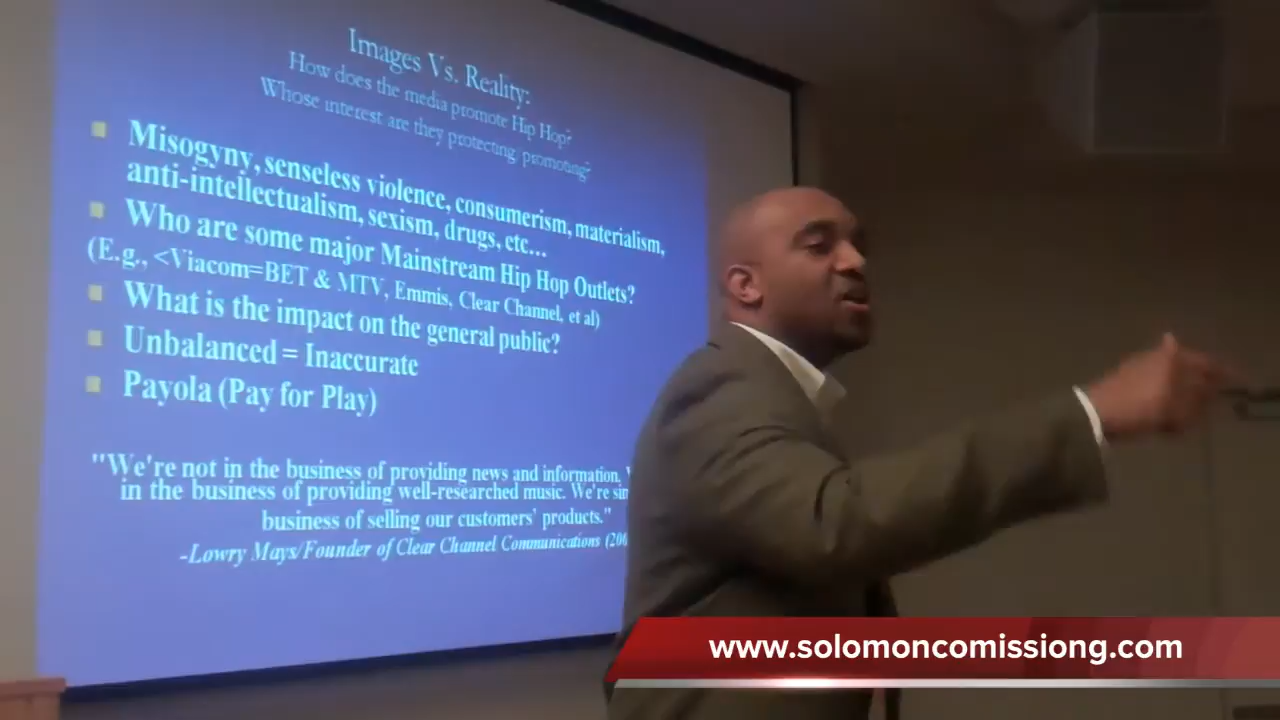 Images Vs. Reality:
How does the media promote Hip Hop?
Whose interest are they protecting/promoting?
Misogyny, senseless violence, consumerism, materialism,
anti-intellectualism, sexism, drugs, etc...
Who are some major Mainstream Hip Hop Outlets?
(E.g., <Viacom=BET & MTV, Emmis, Clear Channel, et al)
What is the impact on the general public?
Unbalanced = Inaccurate
Payola (Pay for Play)
"We're not in the business of providing news and information.
in the business of providing well-researched music. We're
business of selling our customers' products."
-Lowry Mays/Founder of Clear Channel Communications
www.solomoncomissiong.com